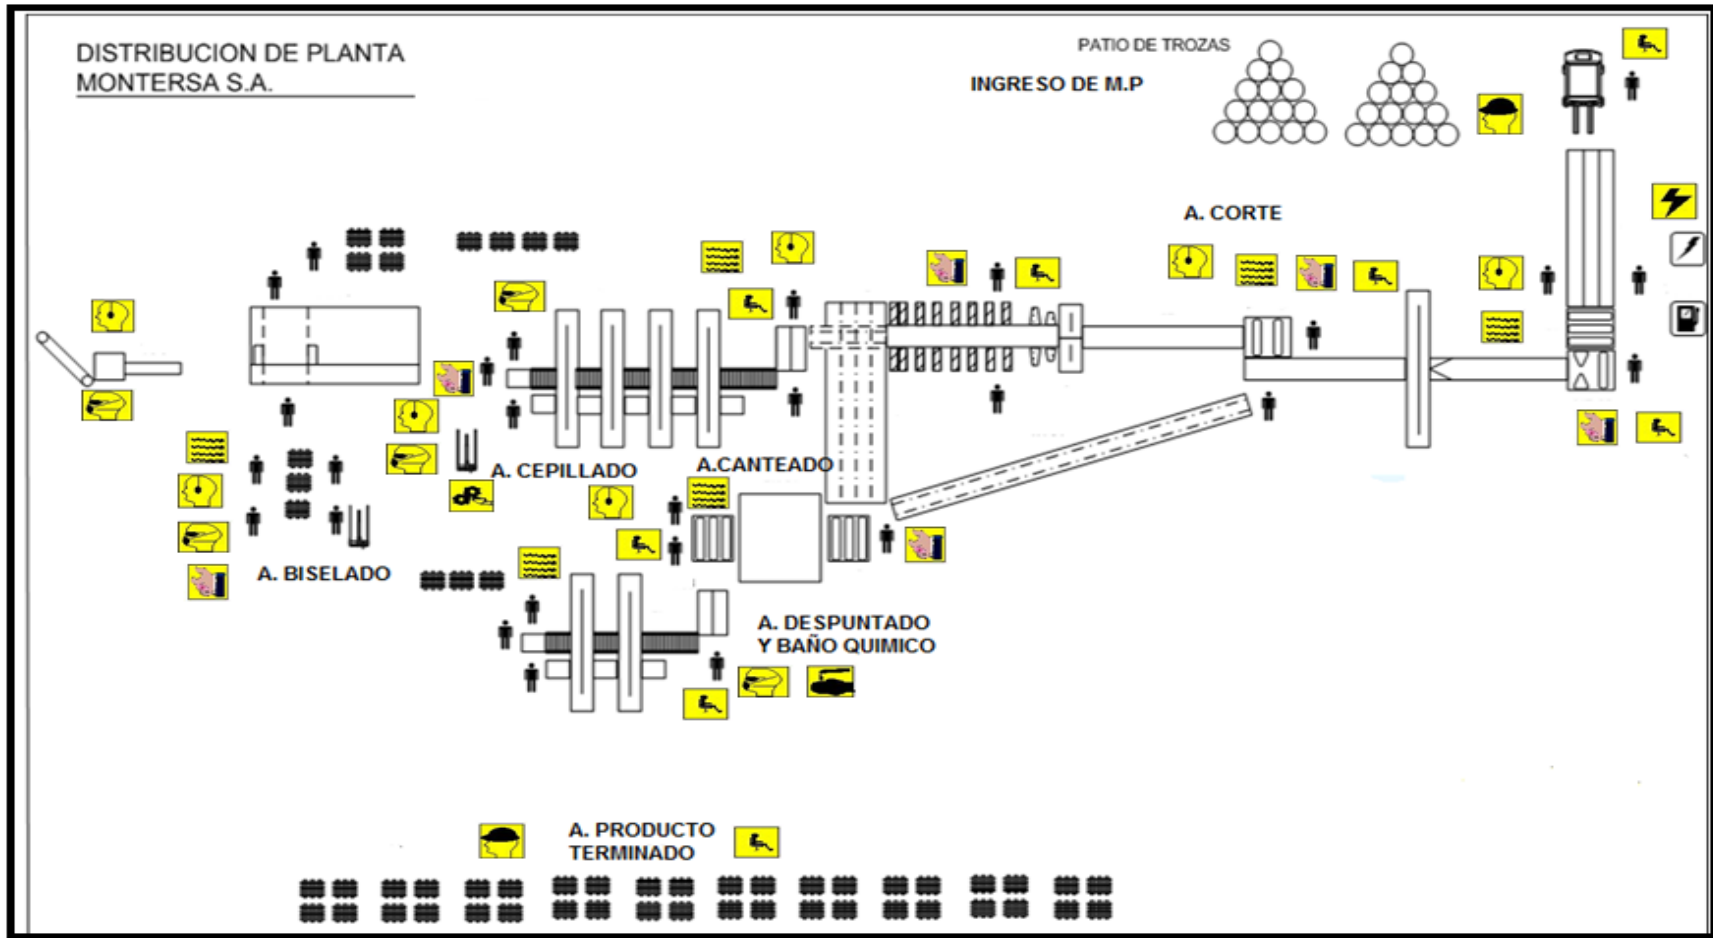 DISTRIBUCION DE PLANTA
MONTERSA S.A.
PATIO DE TROZAS
INGRESO DE M.P
A. CORTE
A. CEPILLADO
A.CANTEADO
A. BISELADO
A. DESPUNTADO
Y BAÑO QUIMICO
A. PRODUCTO
TERMINADO